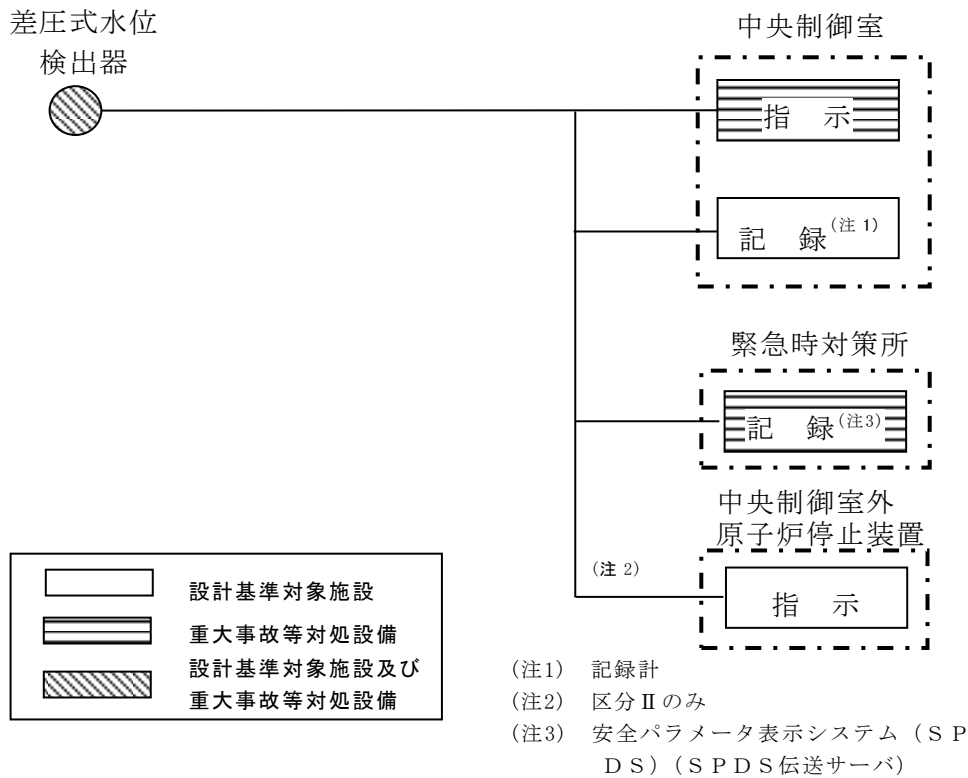 差圧式水位
検出器
中央制御室
指 示
記 録(注 1)
緊急時対策所
記 録(注3)
中央制御室外
原子炉停止装置
(注 2)
指 示
設計基準対象施設
重大事故等対処設備
設計基準対象施設及び
重大事故等対処設備
(注1) 記録計
(注2) 区分Ⅱのみ
(注3) 安全パラメータ表示システム(SP
DS)(SPDS伝送サーバ)